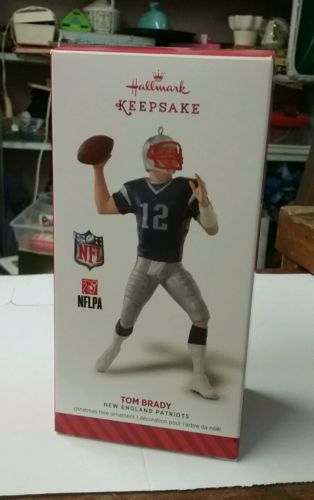 Hallmark
KEEPSAKE
12
NFL
NFLPA
TOM BRADY
NEW ENGLAND PATRIOTS
christmas tree ornament | décoration pour l'arbre de noël